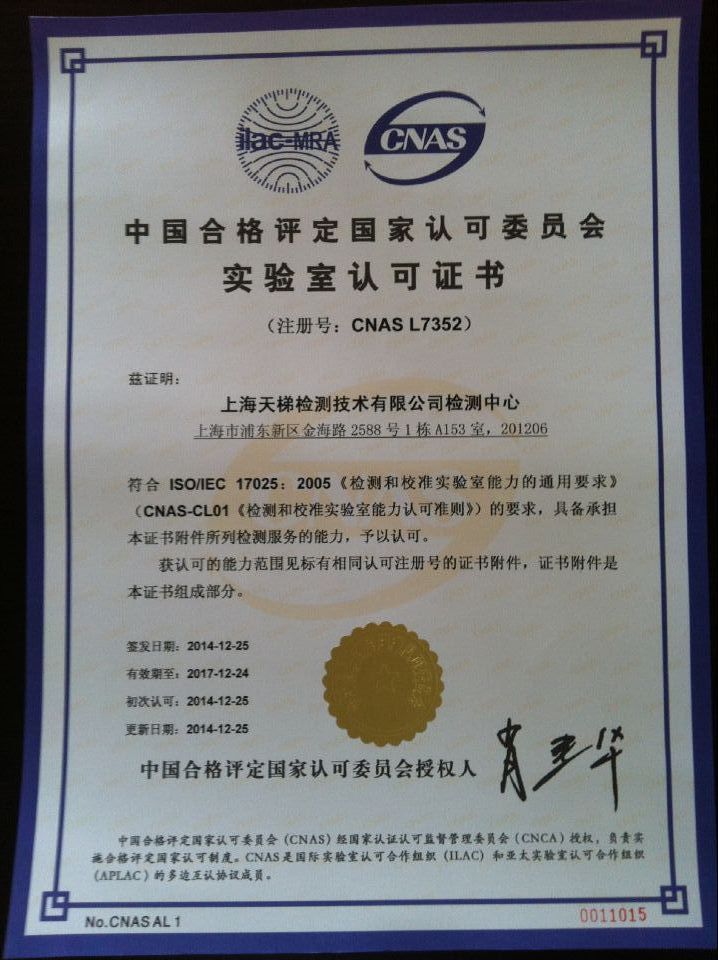 ilac-MRA
CNAS
中国合格评定国家认可委员会
实验室认可证书
（注册号：CNAS L7352）
兹证明：
上海天梯检测技术有限公司检测中心
上海市浦东新区金海路 2588 号 1 栋 A153 室，201206
符合 ISO/IEC 17025：2005《检测和校准实验室能力的通用要求》
（CNAS-CL01《检测和校准实验室能力认可准则》）的要求，具备承担
本证书附件所列检测服务的能力，予以认可。
获认可的能力范围见标有相同认可注册号的证书附件，证书附件是
本证书组成部分。
签发日期：2014-12-25
有效期至：2017-12-24
初次认可：2014-12-25
更新日期：2014-12-25
中国合格评定国家认可委员会授权人
中国合格评定国家认可委员会（CNAS）经国家认证认可监督管理委员会（CNCA）授权，负责实
施合格评定国家认可制度。CNAS是国际实验室认可合作组织（ILAC）和亚太实验室认可合作组织
（APLAC）的多边互认协议成员。
No.CNAS AL 1
0011015